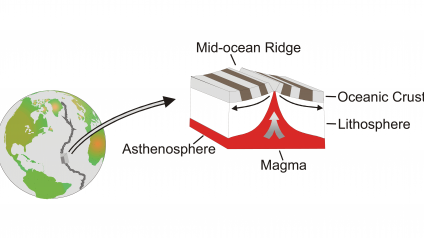 Mid-ocean Ridge
Oceanic Crust
Lithosphere
Asthenosphere
Magma